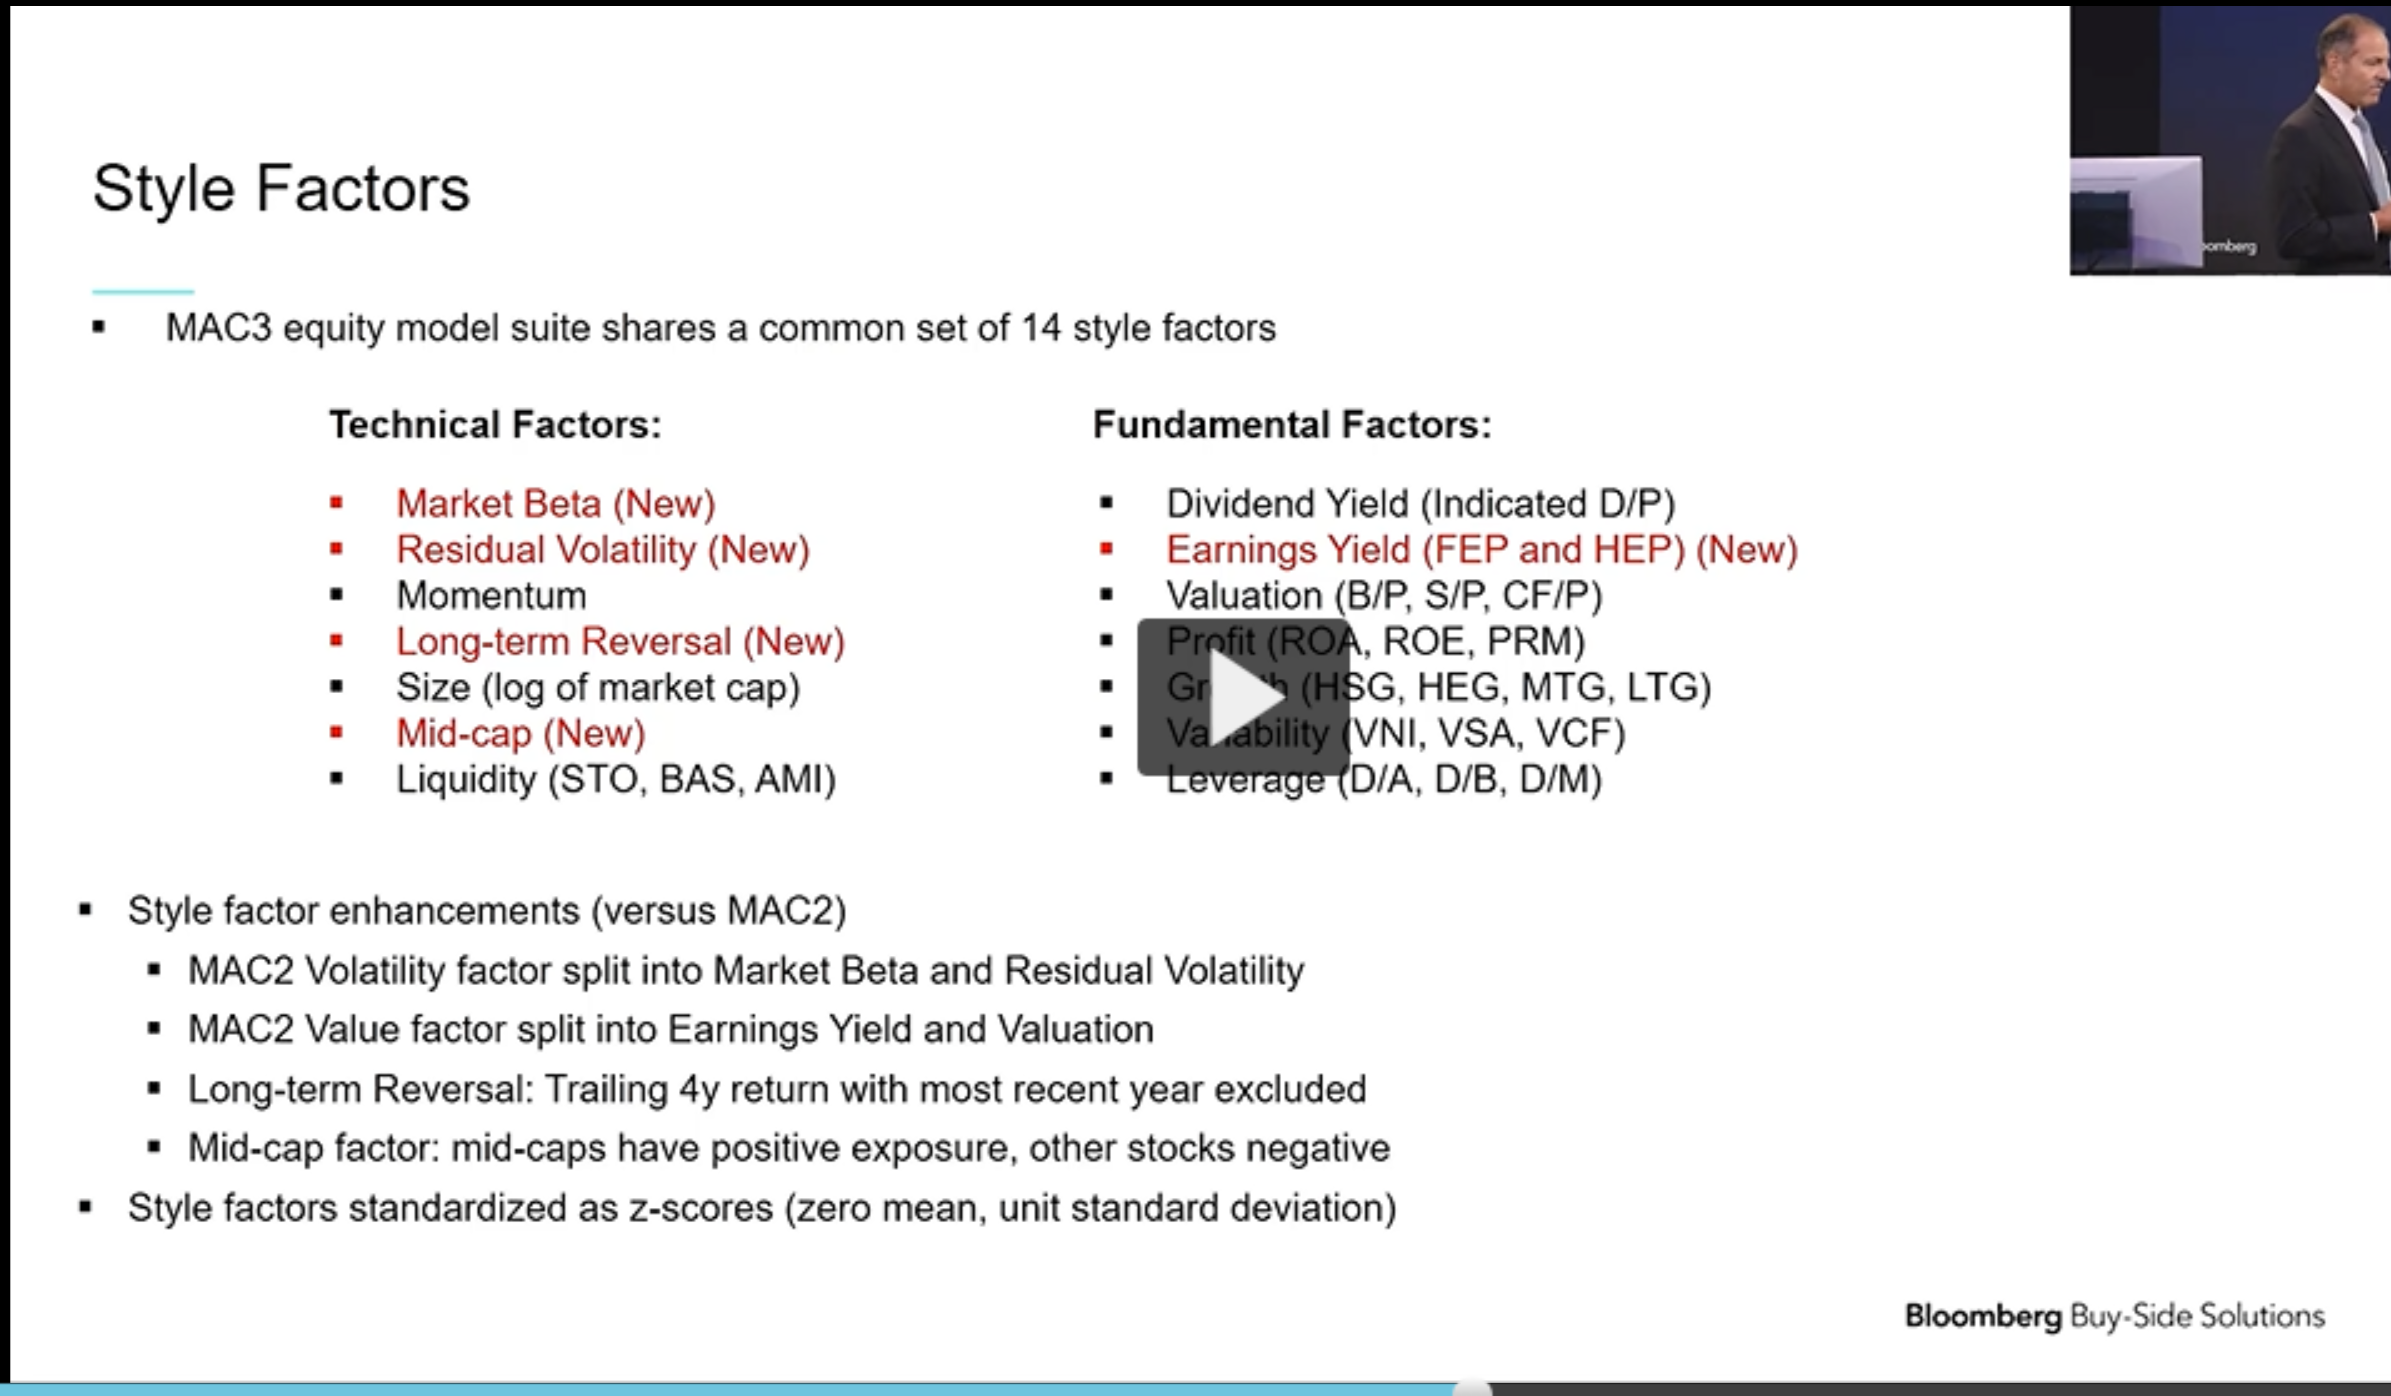 Style Factors
MAC3 equity model suite shares a common set of 14 style factors
Technical Factors:
Market Beta (New)
Residual Volatility (New)
Momentum
Long-term Reversal (New)
Size (log of market cap)
Mid-cap (New)
Liquidity (STO, BAS, AMI)
Fundamental Factors:
Dividend Yield (Indicated D/P)
Earnings Yield (FEP and HEP) (New)
Valuation (B/P, S/P, CF/P)
Profit (ROA, ROE, PRM)
(HSG, HEG, MTG, LTG)
Variability (VNI, VSA, VCF)
Leverage (D/A, D/B, D/M)
Style factor enhancements (versus MAC2)
MAC2 Volatility factor split into Market Beta and Residual Volatility
MAC2 Value factor split into Earnings Yield and Valuation
Long-term Reversal: Trailing 4y return with most recent year excluded
Mid-cap factor: mid-caps have positive exposure, other stocks negative
Style factors standardized as z-scores (zero mean, unit standard deviation)
Bloomberg Buy-Side Solutions